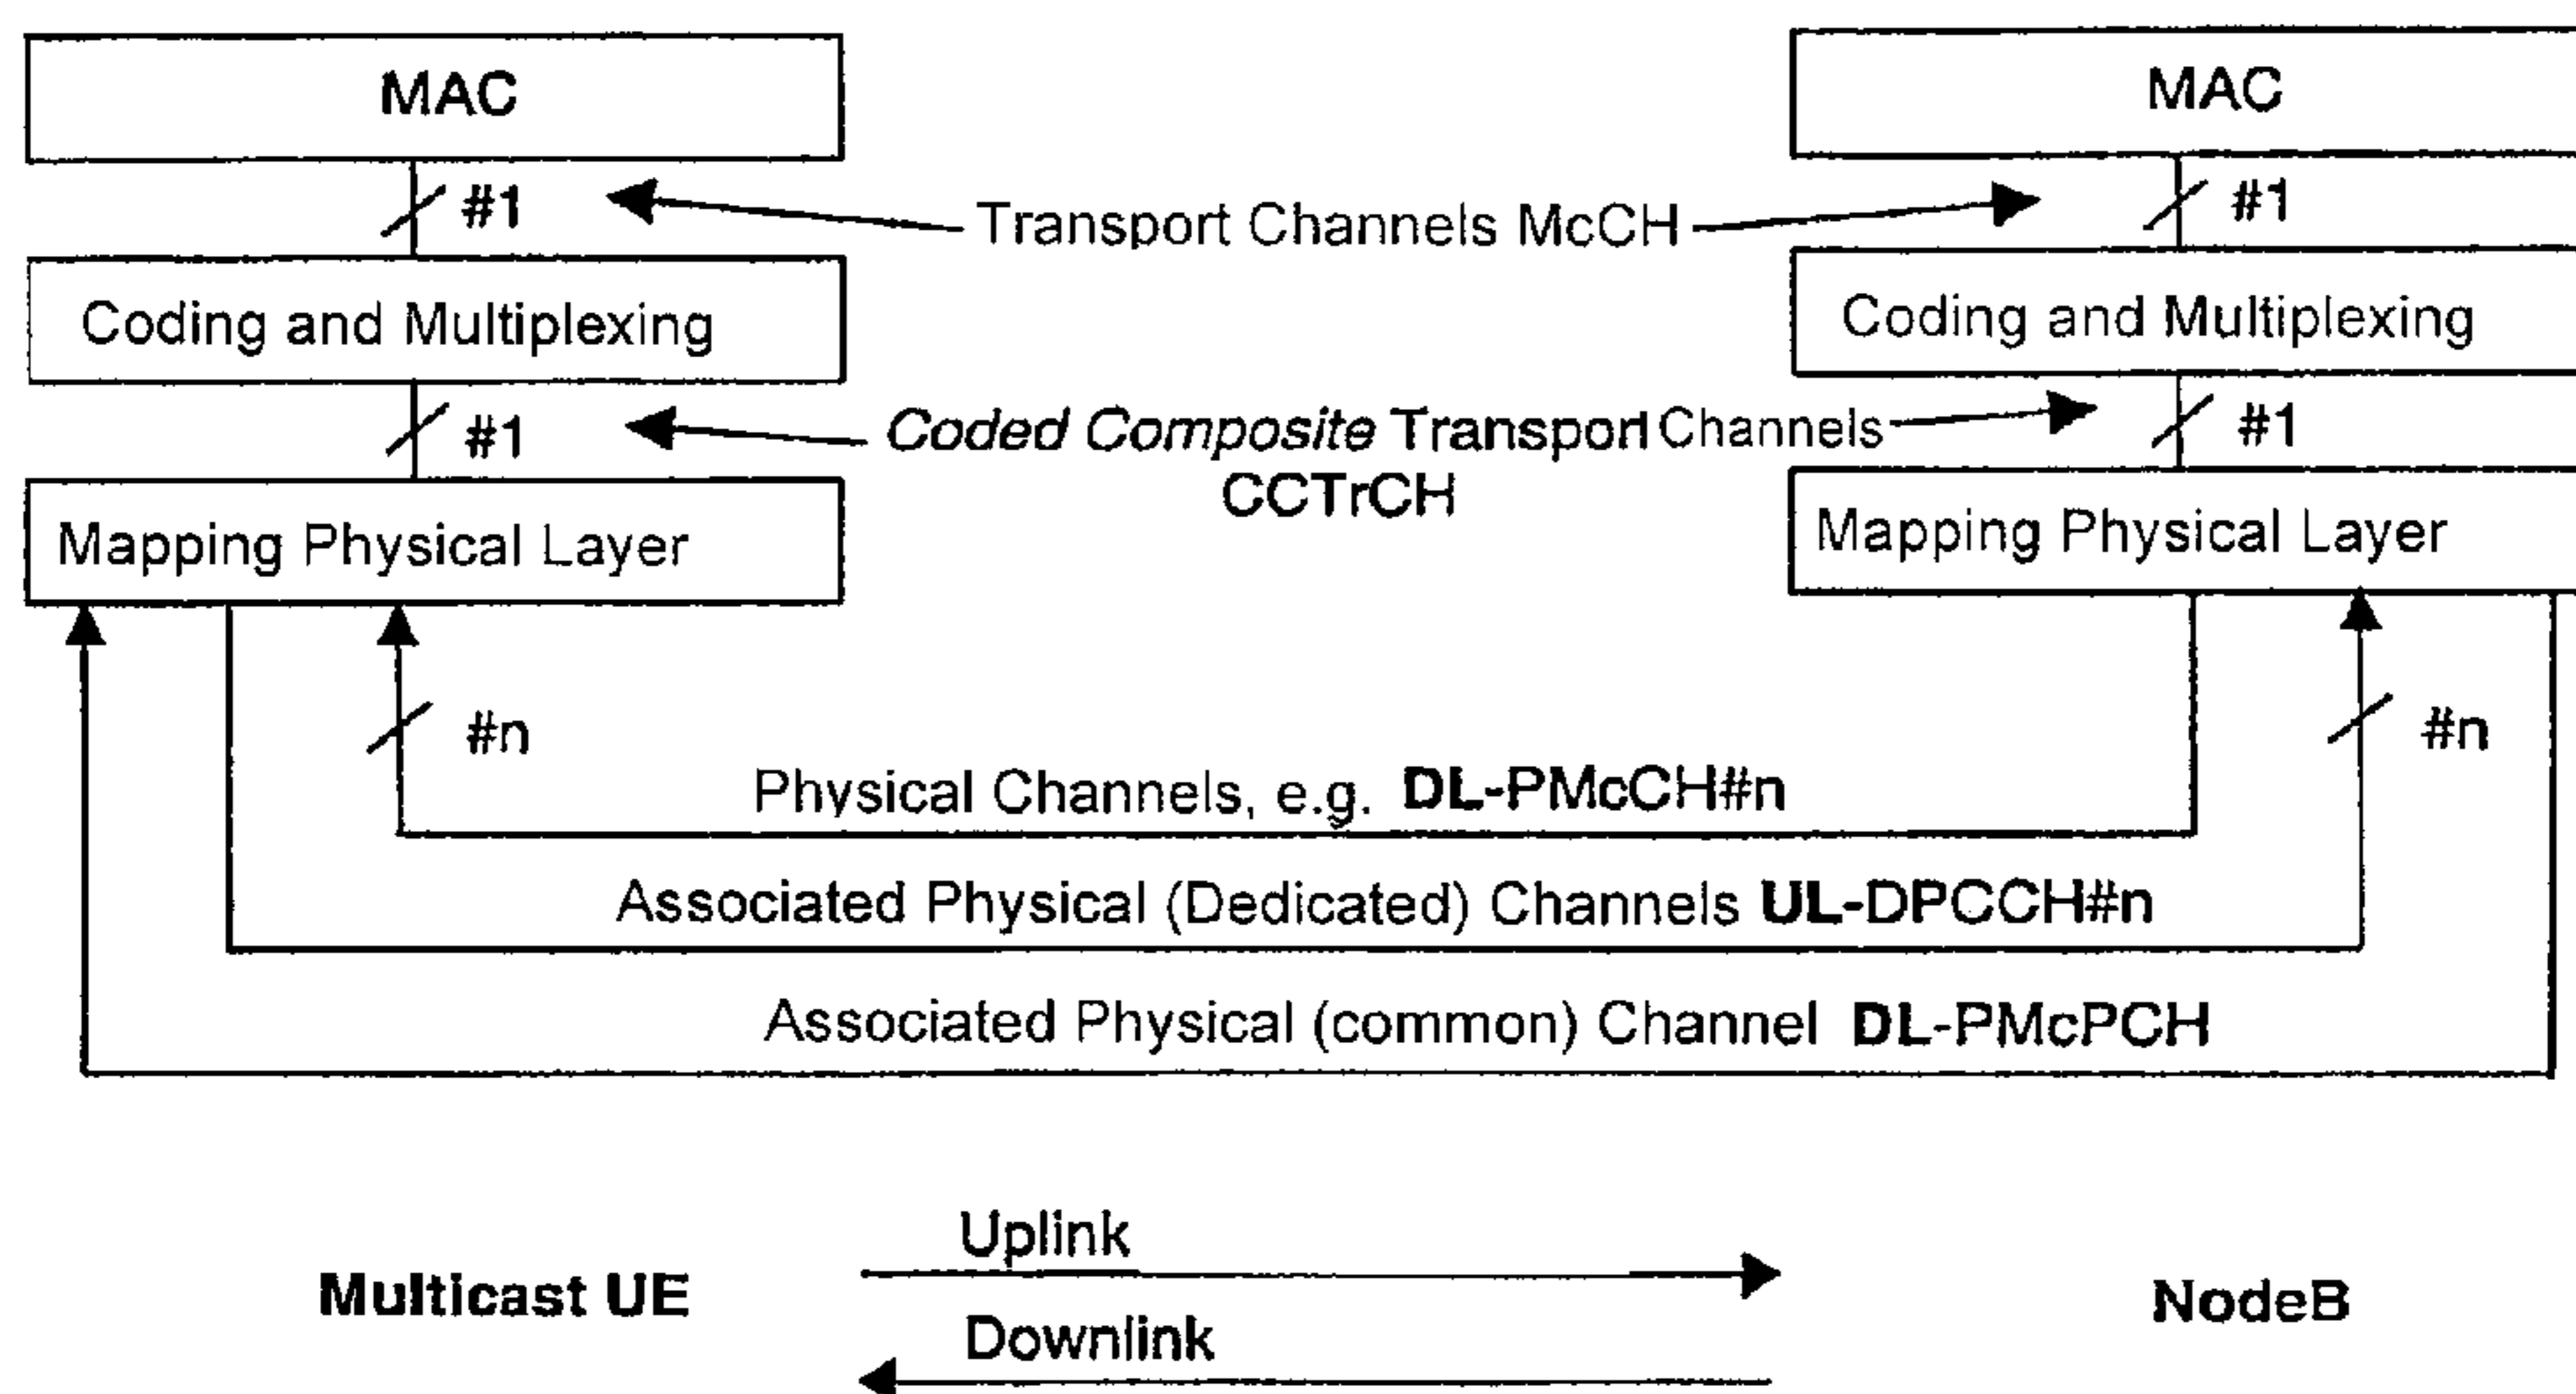 MAC
MAC
#1
Transport Channels McCH
#1
Coding and Multiplexing
Coding and Multiplexing
#1
Coded Composite Transport Channels
#1
CCTrCH
Mapping Physical Layer
Mapping Physical Layer
#n
#n
Physical Channels, e.g. DL-PMcCH#n
Associated Physical (Dedicated) Channels UL-DPCCH#n
Associated Physical (common) Channel DL-PMcPCH
Uplink
Multicast UE
NodeB
Downlink